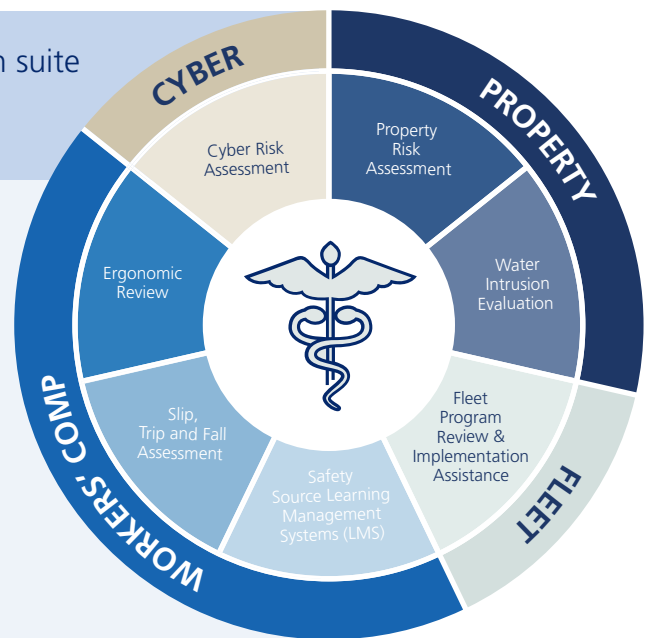 n suite
CYBER
Cyber Risk
Assessment
PROPERTY
Property
Risk
Assessment
Water
Intrusion
Evaluation
FLEET
Fleet
Program
Review &
Implementation
Assistance
WORKERS’ COMP
Safety
Source Learning
Management
Systems (LMS)
Slip,
Trip and Fall
Assessment
Ergonomic
Review